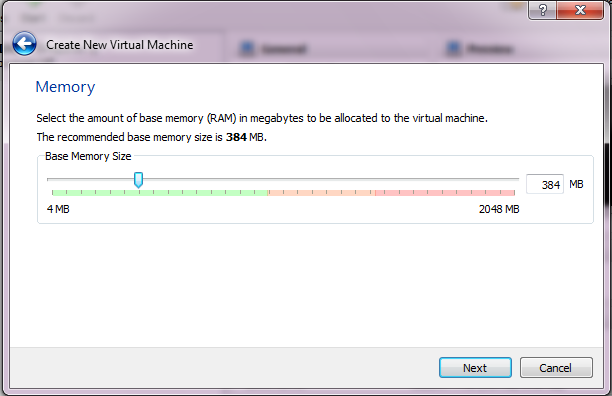 ?
X
Create New Virtual Machine
General
Preview
Memory
Select the amount of base memory (RAM) in megabytes to be allocated to the virtual machine.
The recommended base memory size is 384 MB.
Base Memory Size
384 MB
4 MB 2048 MB
Next Cancel